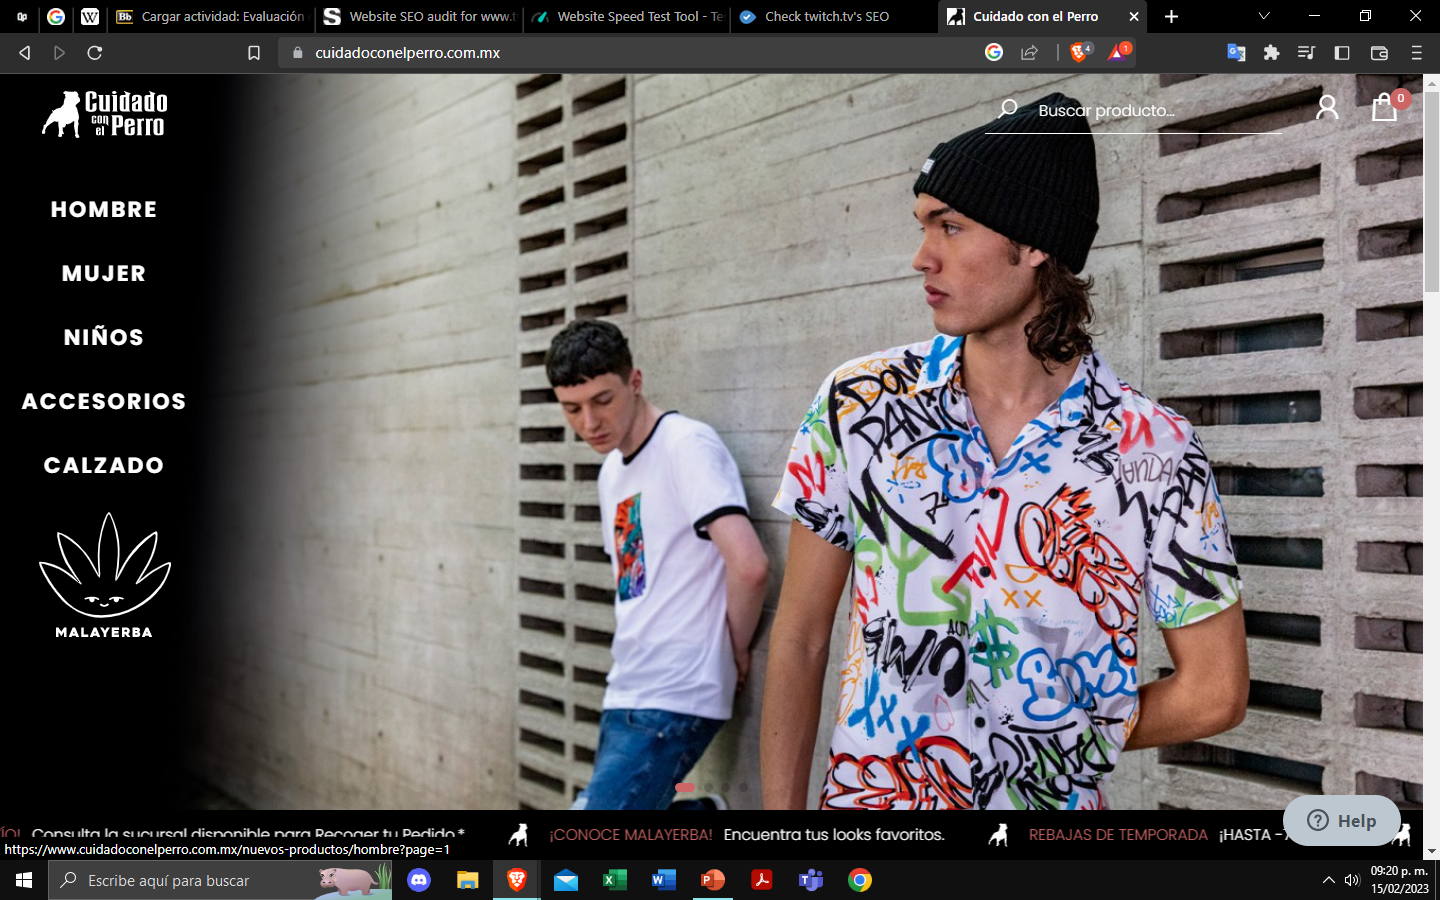 Cargar actividad: Evaluación
Website SEO audit for www.t
Website Speed Test Tool - Te
Check twitch.tv's SEO
Cuidado con el Perro
cuidadoconelperro.com.mx
4
1
Cuidado
con
el Perro
Buscar producto...
0
HOMBRE
MUJER
NIÑOS
ACCESORIOS
CALZADO
MALAYERBA
Consulta la sucursal disponible para Recoger tu Pedido.*
¡CONOCE MALAYERBA! Encuentra tus looks favoritos.
REBAJAS DE TEMPORADA ¡HASTA -7
Help
https://www.cuidadoconelperro.com.mx/nuevos-productos/hombre?page=1
Escribe aquí para buscar
09:20 p. m.
15/02/2023